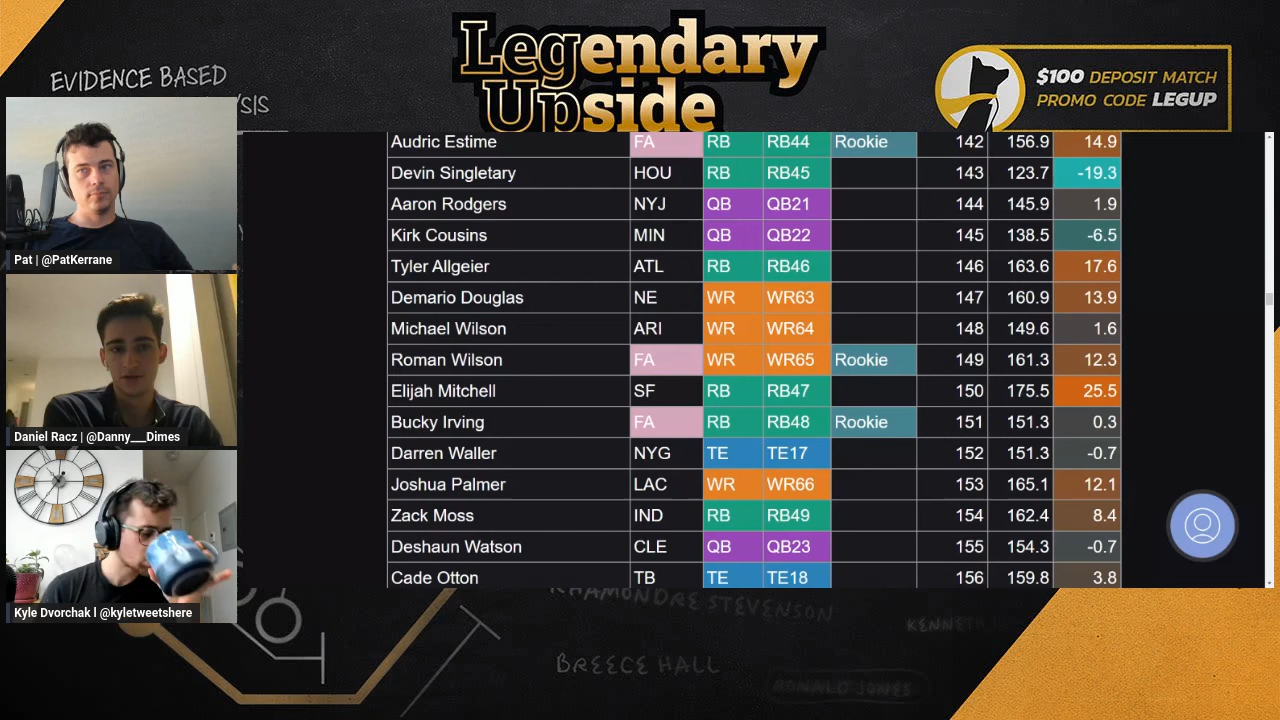 Legendary
Upside
EVIDENCE BASED
YSIS
$100 DEPOSIT MATCH
PROMO CODE LEGUP
Audric Estime FA RB RB44 Rookie 142 156.9 14.9
Devin Singletary HOU RB RB45 143 123.7 -19.3
Aaron Rodgers NYJ QB QB21 144 145.9 1.9
Kirk Cousins MIN QB QB22 145 138.5 -6.5
Tyler Allgeier ATL RB RB46 146 163.6 17.6
Demario Douglas NE WR WR63 147 160.9 13.9
Michael Wilson ARI WR WR64 148 149.6 1.6
Roman Wilson FA WR WR65 Rookie 149 161.3 12.3
Elijah Mitchell SF RB RB47 150 175.5 25.5
Bucky Irving FA RB RB48 Rookie 151 151.3 0.3
Darren Waller NYG TE TE17 152 151.3 -0.7
Joshua Palmer LAC WR WR66 153 165.1 12.1
Zack Moss IND RB RB49 154 162.4 8.4
Deshaun Watson CLE QB QB23 155 154.3 -0.7
Cade Otton TB TE TE18 156 159.8 3.8
Pat | @PatKerrane
Daniel Racz | @Danny___Dimes
Kyle Dvorchak l @kyletweetshere
RHAMONDRE STEVENSON
KENNETH
BREECE HALL
RONALD JONES